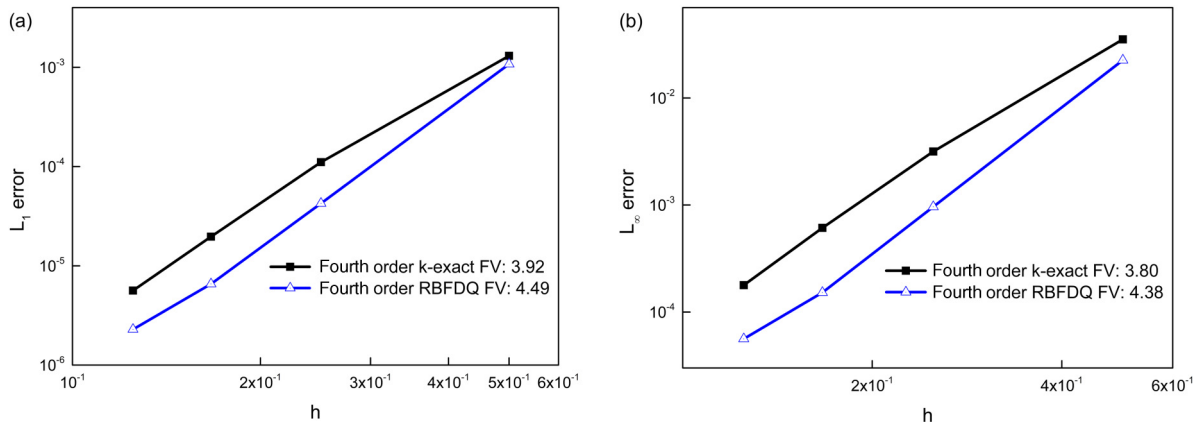 (a)
10⁻³
10⁻⁴
10⁻⁵
10⁻⁶
L₁ error
Fourth order k-exact FV: 3.92
Fourth order RBFDQ FV: 4.49
10⁻¹ 2x10⁻¹ 3x10⁻¹ 4x10⁻¹ 5x10⁻¹ 6x10⁻¹
h
(b)
10⁻²
10⁻³
10⁻⁴
L∞ error
Fourth order k-exact FV: 3.80
Fourth order RBFDQ FV: 4.38
2x10⁻¹ 4x10⁻¹ 6x10⁻¹
h